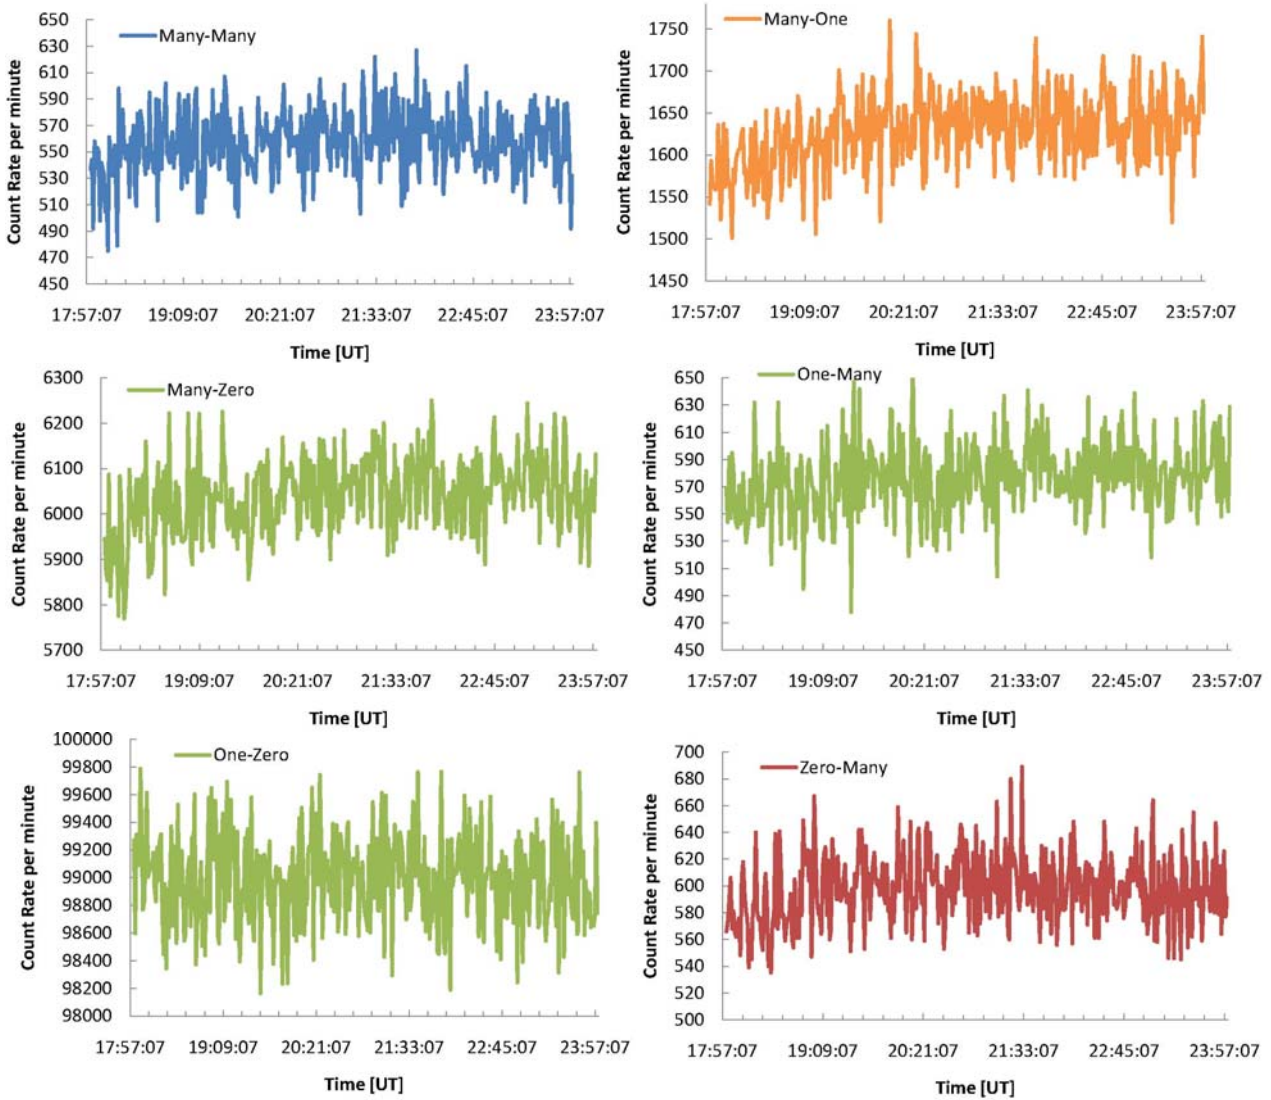 Many-Many
Count Rate per minute
650
630
610
590
570
550
530
510
490
470
450
17:57:07 19:09:07 20:21:07 21:33:07 22:45:07 23:57:07
Time [UT]
Many-One
Count Rate per minute
1750
1700
1650
1600
1550
1500
1450
17:57:07 19:09:07 20:21:07 21:33:07 22:45:07 23:57:07
Time [UT]
Many-Zero
Count Rate per minute
6300
6200
6100
6000
5900
5800
5700
17:57:07 19:09:07 20:21:07 21:33:07 22:45:07 23:57:07
Time [UT]
One-Many
Count Rate per minute
650
630
610
590
570
550
530
510
490
470
450
17:57:07 19:09:07 20:21:07 21:33:07 22:45:07 23:57:07
Time [UT]
One-Zero
Count Rate per minute
100000
99800
99600
99400
99200
99000
98800
98600
98400
98200
98000
17:57:07 19:09:07 20:21:07 21:33:07 22:45:07 23:57:07
Time [UT]
Zero-Many
Count Rate per minute
700
680
660
640
620
600
580
560
540
520
500
17:57:07 19:09:07 20:21:07 21:33:07 22:45:07 23:57:07
Time [UT]